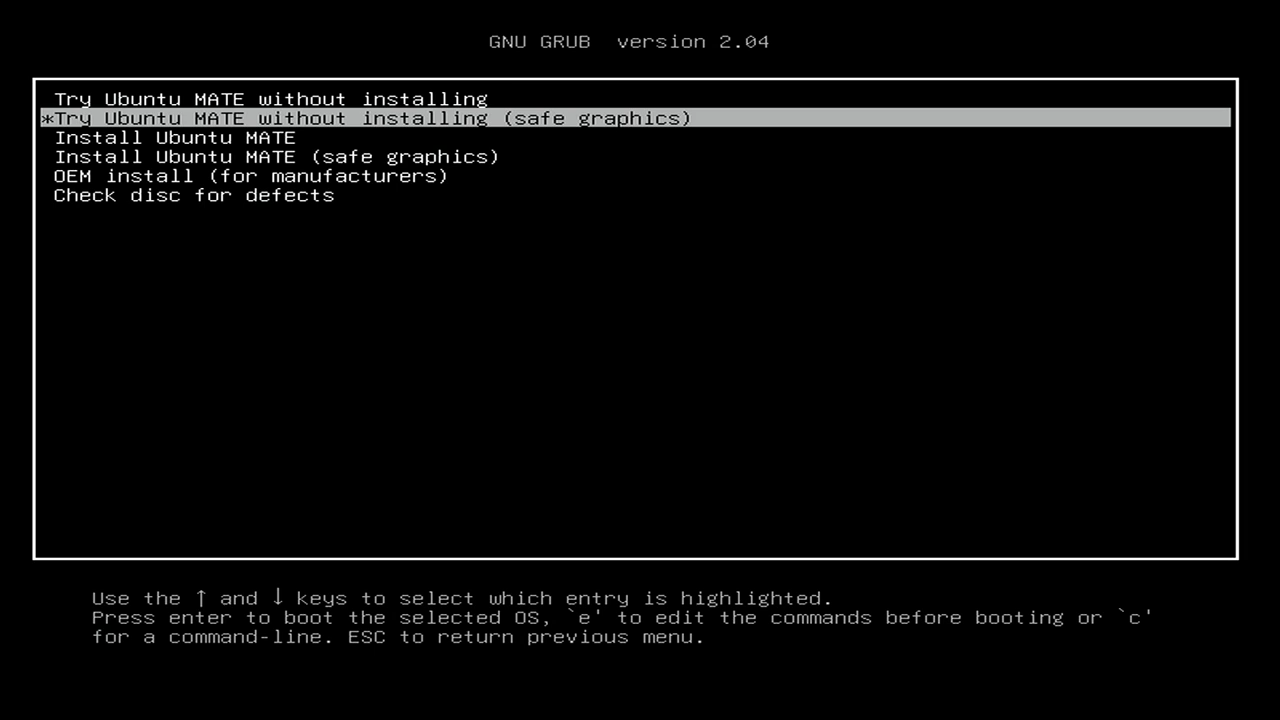 GNU GRUB  version 2.04
Try Ubuntu MATE without installing
*Try Ubuntu MATE without installing (safe graphics)
Install Ubuntu MATE
Install Ubuntu MATE (safe graphics)
OEM install (for manufacturers)
Check disc for defects
Use the ↑ and ↓ keys to select which entry is highlighted.
Press enter to boot the selected OS, `e' to edit the commands before booting or `c'
for a command-line. ESC to return previous menu.